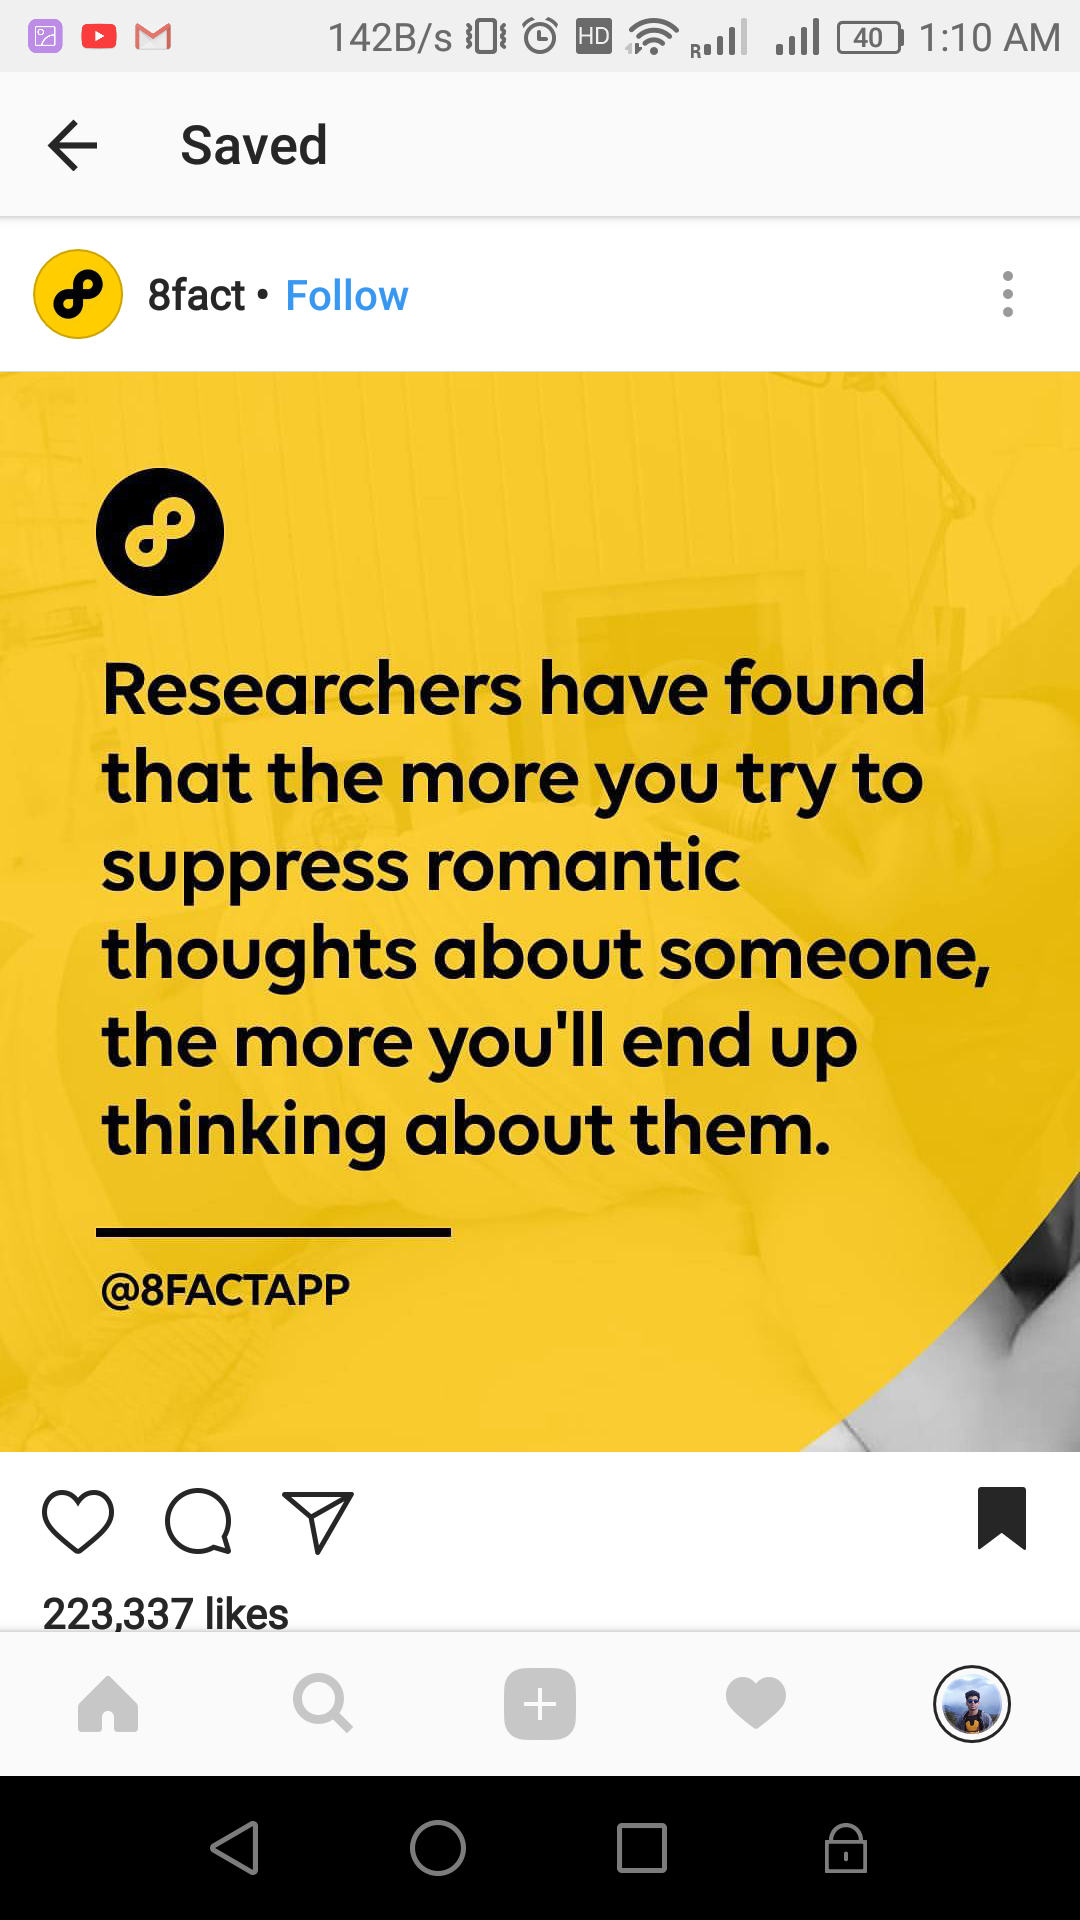 142B/s HD R 40 1:10 AM
Saved
8fact • Follow
Researchers have found
that the more you try to
suppress romantic
thoughts about someone,
the more you'll end up
thinking about them.
@8FACTAPP
223,337 likes